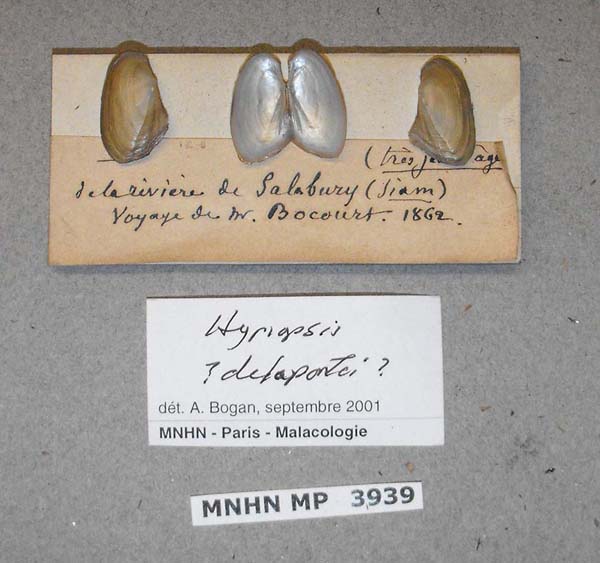 (très jeune âge
de la rivière de Salabury (Siam)
Voyage de Mr. Bocourt. 1862.
Hyriopsis
? delaportei ?
dét. A. Bogan, septembre 2001
MNHN - Paris - Malacologie
MNHN MP 3939